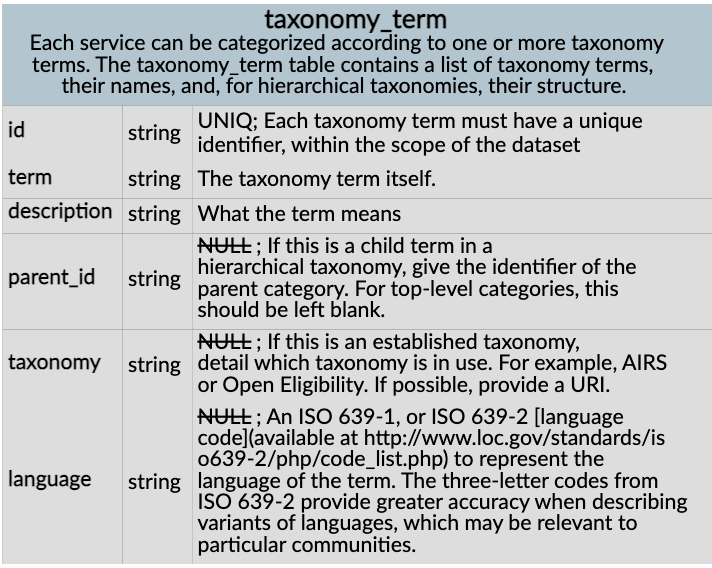 taxonomy_term
Each service can be categorized according to one or more taxonomy
terms. The taxonomy_term table contains a list of taxonomy terms,
their names, and, for hierarchical taxonomies, their structure.
id
string
UNIQ; Each taxonomy term must have a unique
identifier, within the scope of the dataset
term
string
The taxonomy term itself.
description
string
What the term means
parent_id
string
NULL ; If this is a child term in a
hierarchical taxonomy, give the identifier of the
parent category. For top-level categories, this
should be left blank.
taxonomy
string
NULL ; If this is an established taxonomy,
detail which taxonomy is in use. For example, AIRS
or Open Eligibility. If possible, provide a URI.
language
string
NULL ; An ISO 639-1, or ISO 639-2 [language
code](available at http://www.loc.gov/standards/is
o639-2/php/code_list.php) to represent the
language of the term. The three-letter codes from
ISO 639-2 provide greater accuracy when describing
variants of languages, which may be relevant to
particular communities.